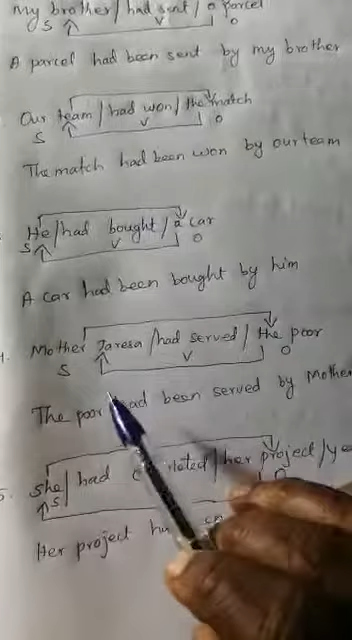 My brother / had sent / a parcel
S V O
A parcel had been sent by my brother
Our team / had won / the match
S V O
The match had been won by our team
He / had bought / a car
S V O
A car had been bought by him
4. Mother Taresa / had served / the poor
S V O
The poor had been served by Mother
5. She / had / her project /
S O
Her project